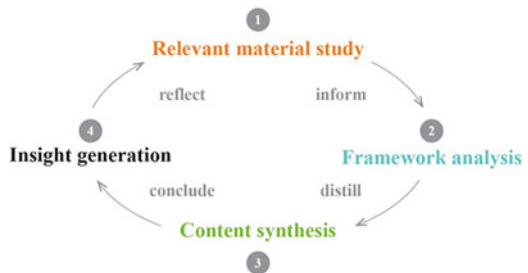 1
Relevant material study
reflect
inform
4
2
Insight generation
Framework analysis
conclude
distill
Content synthesis
3